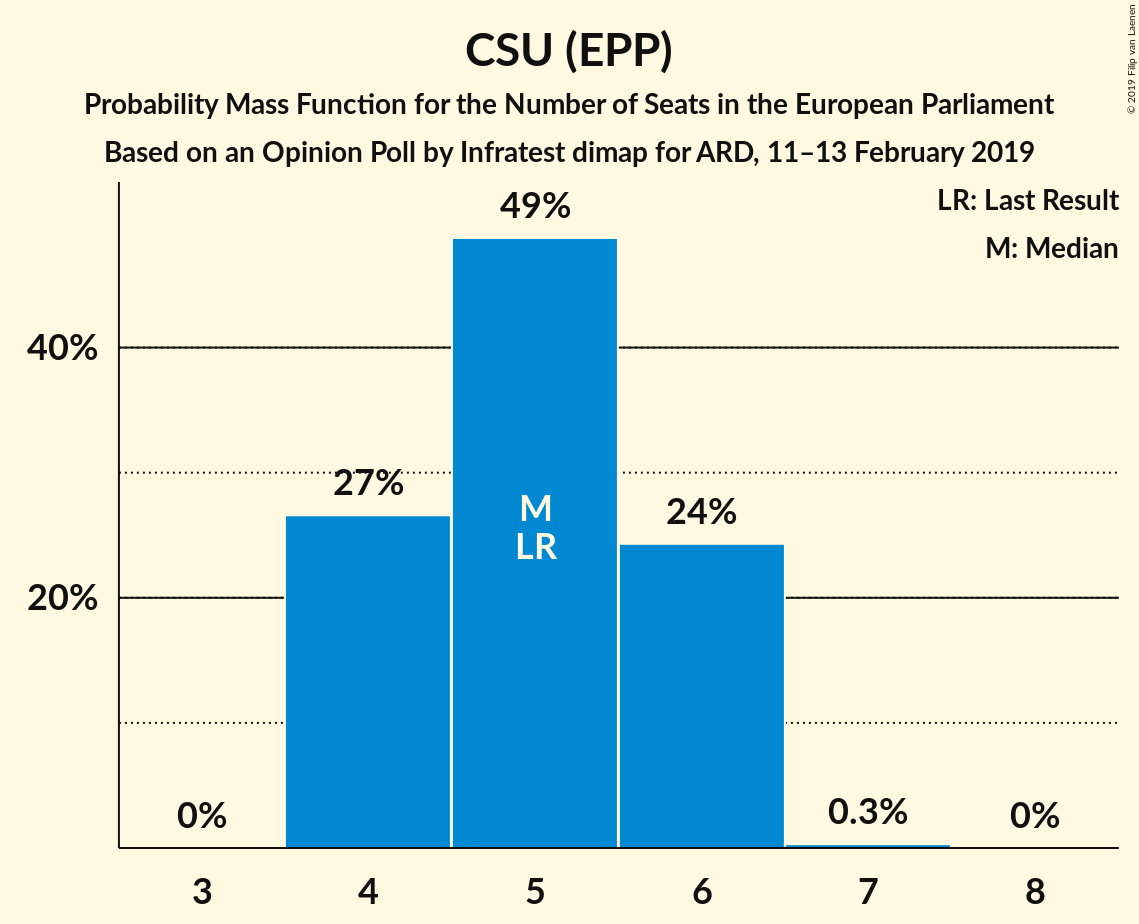 CSU (EPP)
Probability Mass Function for the Number of Seats in the European Parliament
Based on an Opinion Poll by Infratest dimap for ARD, 11–13 February 2019
© 2019 Filip van Laenen
LR: Last Result
M: Median
49%
40%
27%
M
LR
24%
20%
0%
0.3%
0%
3 4 5 6 7 8